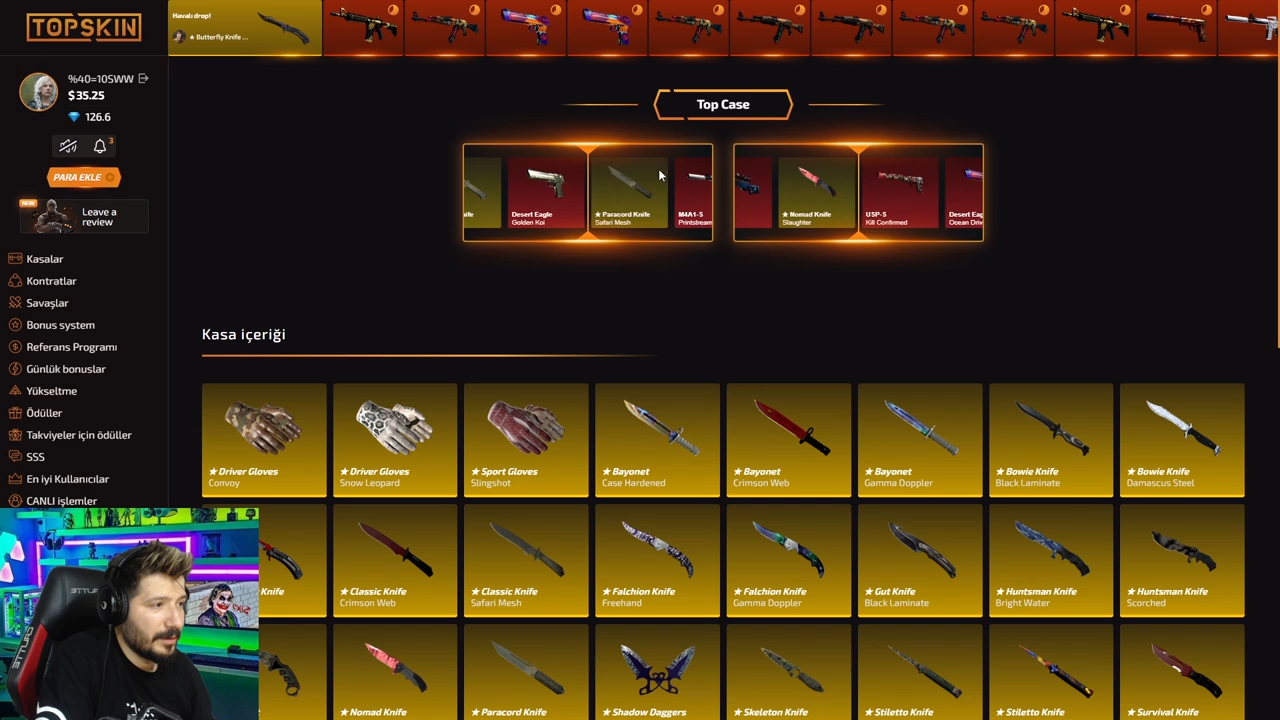 TOPSKIN
Havalı drop!
★ Butterfly Knife ...
%40=10SWW
$35.25
126.6
3
PARA EKLE
NEW
Leave a
review
Kasalar
Kontratlar
Savaşlar
Bonus system
Referans Programı
Günlük bonuslar
Yükseltme
Ödüller
Takviyeler için ödüller
SSS
En iyi Kullanıcılar
CANLI işlemler
Top Case
Desert Eagle
Golden Koi
★ Paracord Knife
Safari Mesh
M4A1-S
Printstream
★ Nomad Knife
Slaughter
USP-S
Kill Confirmed
Desert Eag
Ocean Driv
Kasa içeriği
★ Driver Gloves
Convoy
★ Driver Gloves
Snow Leopard
★ Sport Gloves
Slingshot
★ Bayonet
Case Hardened
★ Bayonet
Crimson Web
★ Bayonet
Gamma Doppler
★ Bowie Knife
Black Laminate
★ Bowie Knife
Damascus Steel
Knife
★ Classic Knife
Crimson Web
★ Classic Knife
Safari Mesh
★ Falchion Knife
Freehand
★ Falchion Knife
Gamma Doppler
★ Gut Knife
Black Laminate
★ Huntsman Knife
Bright Water
★ Huntsman Knife
Scorched
★ Nomad Knife
★ Paracord Knife
★ Shadow Daggers
★ Skeleton Knife
★ Stiletto Knife
★ Stiletto Knife
★ Survival Knife